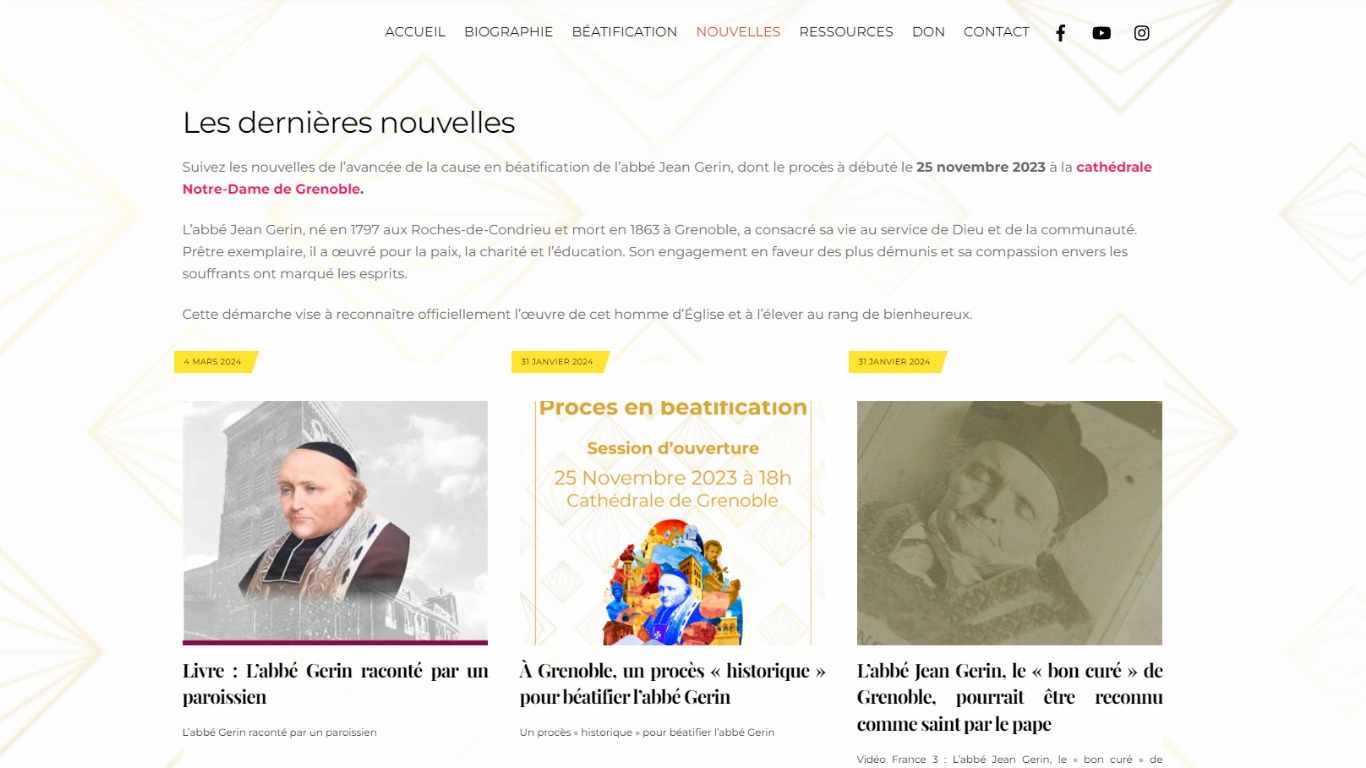 ACCUEIL BIOGRAPHIE BÉATIFICATION NOUVELLES RESSOURCES DON CONTACT
Les dernières nouvelles
Suivez les nouvelles de l’avancée de la cause en béatification de l’abbé Jean Gerin, dont le procès à débuté le 25 novembre 2023 à la cathédrale
Notre-Dame de Grenoble.
L’abbé Jean Gerin, né en 1797 aux Roches-de-Condrieu et mort en 1863 à Grenoble, a consacré sa vie au service de Dieu et de la communauté.
Prêtre exemplaire, il a œuvré pour la paix, la charité et l’éducation. Son engagement en faveur des plus démunis et sa compassion envers les
souffrants ont marqué les esprits.
Cette démarche vise à reconnaître officiellement l’œuvre de cet homme d’Église et à l’élever au rang de bienheureux.
4 MARS 2024
Livre : L’abbé Gerin raconté par un
paroissien
L’abbé Gerin raconté par un paroissien
31 JANVIER 2024
Procès en béatification
Session d’ouverture
25 Novembre 2023 à 18h
Cathédrale de Grenoble
À Grenoble, un procès « historique »
pour béatifier l’abbé Gerin
Un procès « historique » pour béatifier l’abbé Gerin
31 JANVIER 2024
L’abbé Jean Gerin, le « bon curé » de
Grenoble, pourrait être reconnu
comme saint par le pape
Vidéo France 3 : L’abbé Jean Gerin, le « bon curé » de